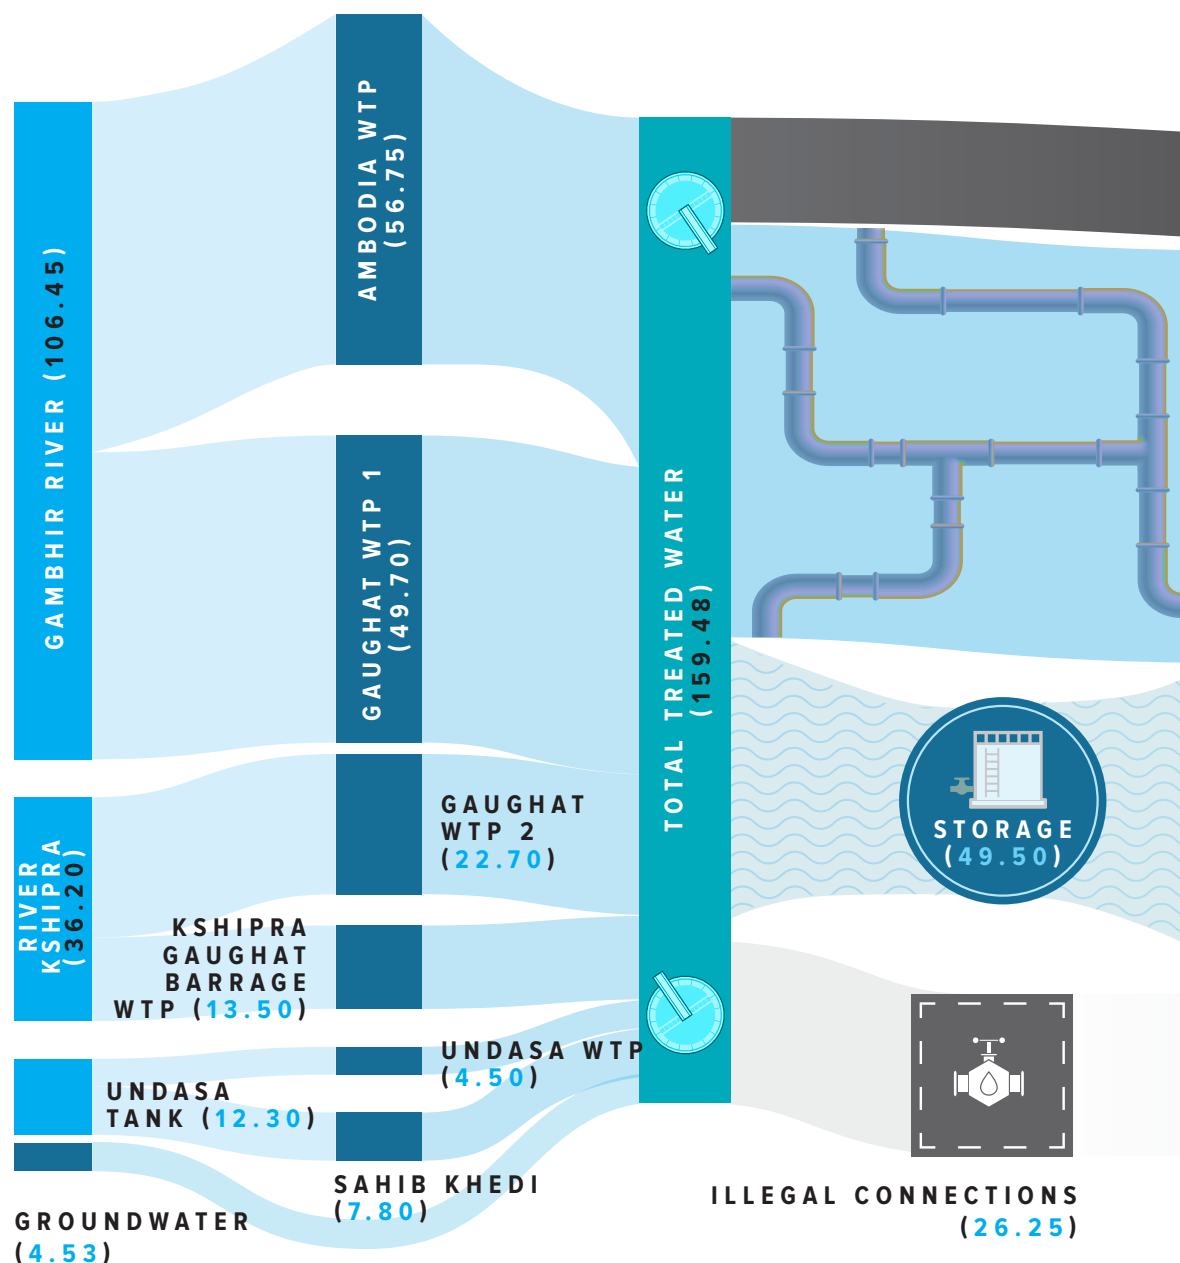 GAMBHIR RIVER (106.45)
RIVER
KSHIPRA
(36.20)
UNDASA
TANK (12.30)
GROUNDWATER
(4.53)
AMBODIA WTP
(56.75)
GAUGHAT WTP 1
(49.70)
GAUGHAT
WTP 2
(22.70)
KSHIPRA
GAUGHAT
BARRAGE
WTP (13.50)
UNDASA WTP
(4.50)
SAHIB KHEDI
(7.80)
TOTAL TREATED WATER
(159.48)
STORAGE
(49.50)
ILLEGAL CONNECTIONS
(26.25)